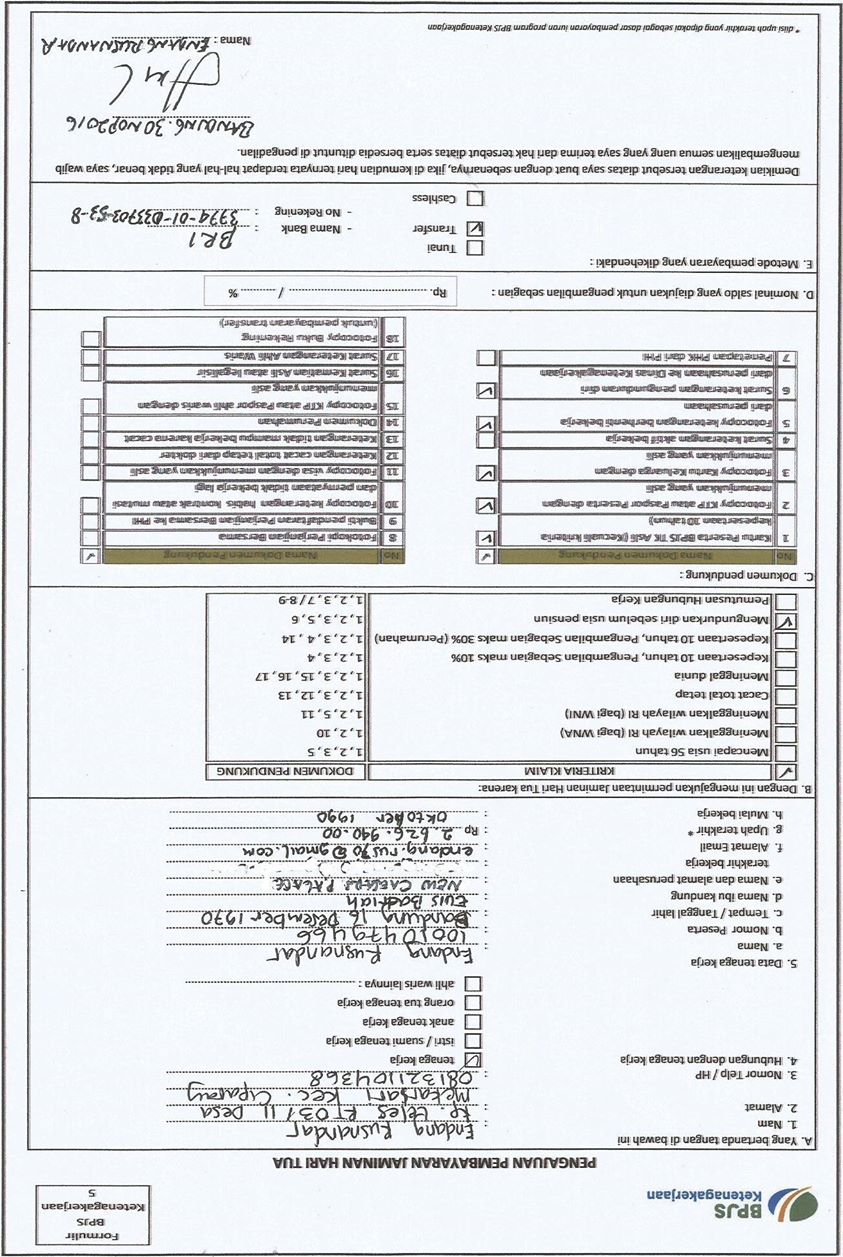 BPJS
Ketenagakerjaan
Formulir
BPJS
Ketenagakerjaan
5
PENGAJUAN PEMBAYARAN JAMINAN HARI TUA
A. Yang bertanda tangan di bawah ini
1. Nam Endang Rusnandar
2. Alamat Kp. teles RT 03/11 Desa
Mekarsari Kec. Ciparay
3. Nomor Telp / HP 081321104368
4. Hubungan dengan tenaga kerja ☑ tenaga kerja
☐ istri / suami tenaga kerja
☐ anak tenaga kerja
☐ orang tua tenaga kerja
☐ ahli waris lainnya :
5. Data tenaga kerja
a. Nama Endang Rusnandar
b. Nomor Peserta 10010479466
c. Tempat / Tanggal lahir Bandung 16 Desember 1970
d. Nama ibu kandung Euis Badriah
e. Nama dan alamat perusahaan NEW CAESARS PALACE
terakhir bekerja
f. Alamat Email endang.rus70@gmail.com
g. Upah terakhir * Rp 2.626.940.00
h. Mulai bekerja Oktober 1990
B. Dengan ini mengajukan permintaan Jaminan Hari Tua karena:
✓ KRITERIA KLAIM DOKUMEN PENDUKUNG
☐ Mencapai usia 56 tahun 1, 2, 3, 5
☐ Meninggalkan wilayah RI (bagi WNA) 1, 2, 10
☐ Meninggalkan wilayah RI (bagi WNI) 1, 2, 5, 11
☐ Cacat total tetap 1, 2, 3, 12, 13
☐ Meninggal dunia 1, 2, 3, 15, 16, 17
☐ Kepesertaan 10 tahun, Pengambilan Sebagian maks 10% 1, 2, 3, 4
☐ Kepesertaan 10 tahun, Pengambilan Sebagian maks 30% (Perumahan) 1, 2, 3, 4, 14
☑ Mengundurkan diri sebelum usia pensiun 1, 2, 3, 5, 6
☐ Pemutusan Hubungan Kerja 1, 2, 3, 7 / 8-9
C. Dokumen pendukung :
No Nama Dokumen Pendukung ✓
1 Kartu Peserta BPJS TK Asli (Kecuali kriteria ☑
kepesertaan 10 tahun)
2 Fotocopy KTP atau Paspor Peserta dengan ☑
menunjukkan yang asli
3 Fotocopy Kartu Keluarga dengan ☑
menunjukkan yang asli
4 Surat keterangan aktif bekerja ☐
5 Fotocopy keterangan berhenti bekerja ☑
dari perusahaan
6 Surat keterangan pengunduran diri ☑
dari perusahaan ke Dinas Ketenagakerjaan
7 Penetapan PHK dari PHI ☐
No Nama Dokumen Pendukung ✓
8 Fotokopi Perjanjian Bersama ☐
9 Bukti pendaftaran Perjanjian Bersama ke PHI ☐
10 Fotocopy keterangan habis kontrak atau mutasi ☐
dan pernyataan tidak bekerja lagi
11 Fotocopy visa dengan menunjukkan yang asli ☐
12 Keterangan cacat total tetap dari dokter ☐
13 Keterangan tidak mampu bekerja karena cacat ☐
14 Dokumen Perumahan ☐
15 Fotocopy KTP atau Paspor ahli waris dengan ☐
menunjukkan yang asli
16 Surat Kematian Asli atau legalisir ☐
17 Surat Keterangan Ahli Waris ☐
18 Fotocopy Buku Rekening ☐
(untuk pembayaran transfer)
D. Nominal saldo yang diajukan untuk pengambilan sebagian : Rp. / %
E. Metode pembayaran yang dikehendaki :
☐ Tunai
☑ Transfer - Nama Bank : BRI
- No Rekening : 3774-01-033703-53-8
☐ Cashless
Demikian keterangan tersebut diatas saya buat dengan sebenarnya, jika di kemudian hari ternyata terdapat hal-hal yang tidak benar, saya wajib
mengembalikan semua uang yang saya terima dari hak tersebut diatas serta bersedia dituntut di pengadilan.
BANDUNG. 30 NOP 2016
Nama : ENDANG RUSNANDAR
* diisi upah terakhir yang dipakai sebagai dasar pembayaran iuran program BPJS Ketenagakerjaan